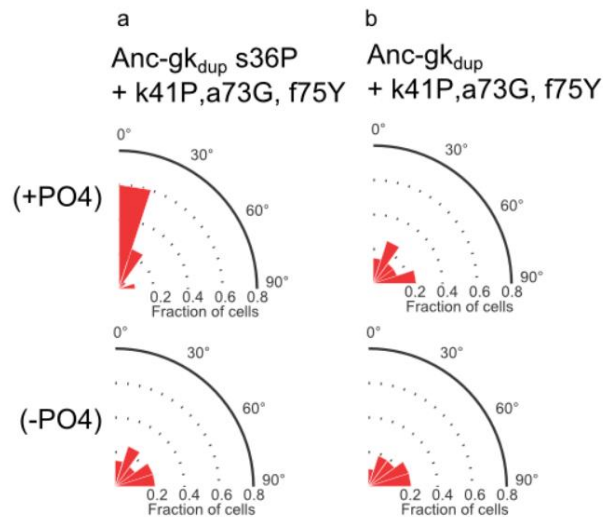 a
Anc-gkdup s36P
+ k41P,a73G, f75Y
b
Anc-gkdup
+ k41P,a73G, f75Y
(+PO4)
0°
30°
60°
90°
0.2 0.4 0.6 0.8
Fraction of cells
0°
30°
60°
90°
0.2 0.4 0.6 0.8
Fraction of cells
(-PO4)
0°
30°
60°
90°
0.2 0.4 0.6 0.8
Fraction of cells
0°
30°
60°
90°
0.2 0.4 0.6 0.8
Fraction of cells